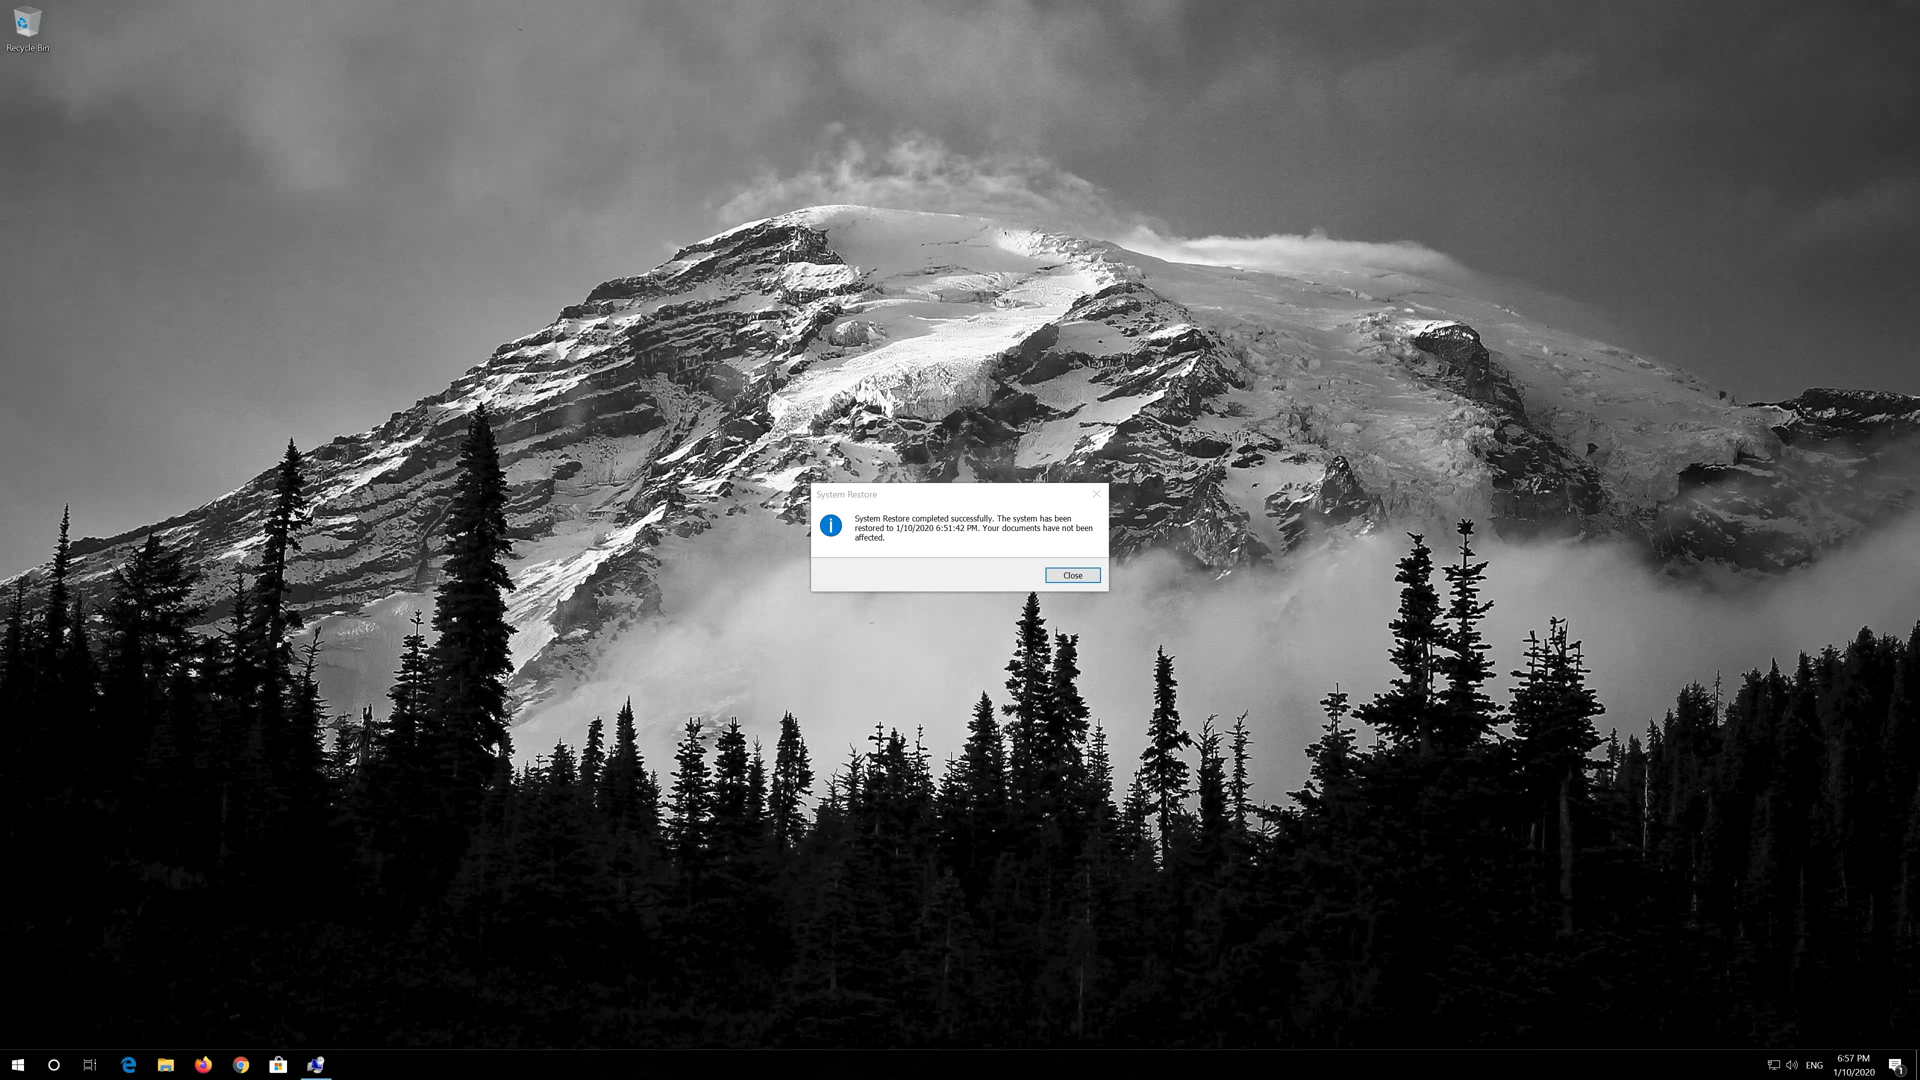 Recycle Bin
System Restore
System Restore completed successfully. The system has been
restored to 1/10/2020 6:51:42 PM. Your documents have not been
affected.
Close
ENG
6:57 PM
1/10/2020
1